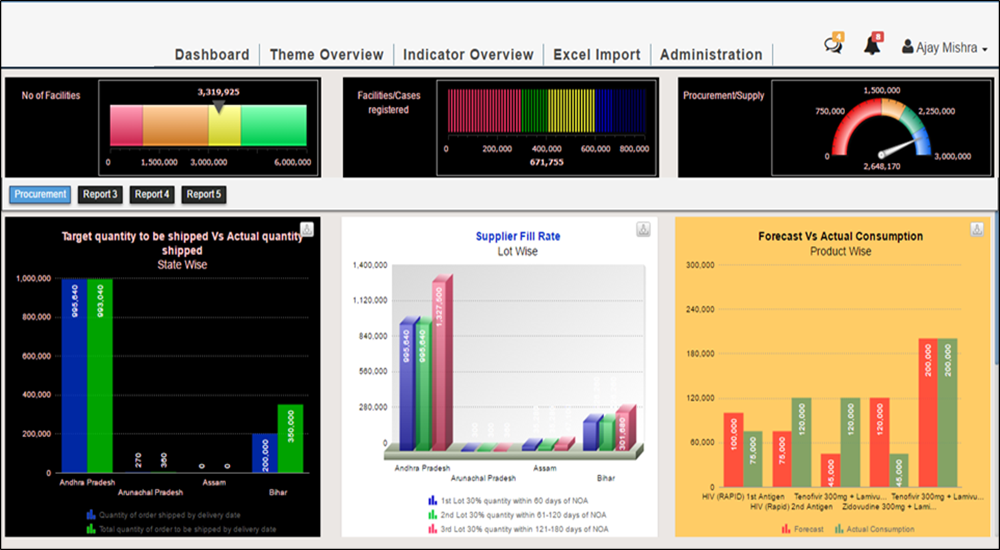 4 8
Dashboard Theme Overview Indicator Overview Excel Import Administration Ajay Mishra
No of Facilities
3,319,925
0 1,500,000 3,000,000 6,000,000
Facilities/Cases
registered
0 200,000 400,000 600,000 800,000
671,755
Procurement/Supply
1,500,000
750,000 2,250,000
0 3,000,000
2,648,170
Procurement Report 3 Report 4 Report 5
Target quantity to be shipped Vs Actual quantity
shipped
State Wise
1,000,000
800,000
600,000
400,000
200,000
0
995,640 993,040
270 360
0 0
200,000 350,000
Andhra Pradesh
Arunachal Pradesh
Assam
Bihar
Quantity of order shipped by delivery date
Total quantity of order to be shipped by delivery date
Supplier Fill Rate
Lot Wise
1,400,000
1,120,000
840,000
560,000
280,000
0
995,640 995,640 1,327,500
301,680
Andhra Pradesh
Arunachal Pradesh
Assam
Bihar
1st Lot 30% quantity within 60 days of NOA
2nd Lot 30% quantity within 61-120 days of NOA
3rd Lot 30% quantity within 121-180 days of NOA
Forecast Vs Actual Consumption
Product Wise
300,000
240,000
180,000
120,000
60,000
0
100,000 75,000
75,000 120,000
45,000 120,000
120,000 45,000
200,000 200,000
HIV (RAPID) 1st Antigen Tenofivir 300mg + Lamivu... Tenofivir 300mg + Lamivu...
HIV (Rapid) 2nd Antigen Zidovudine 300mg + Lami...
Forecast Actual Consumption